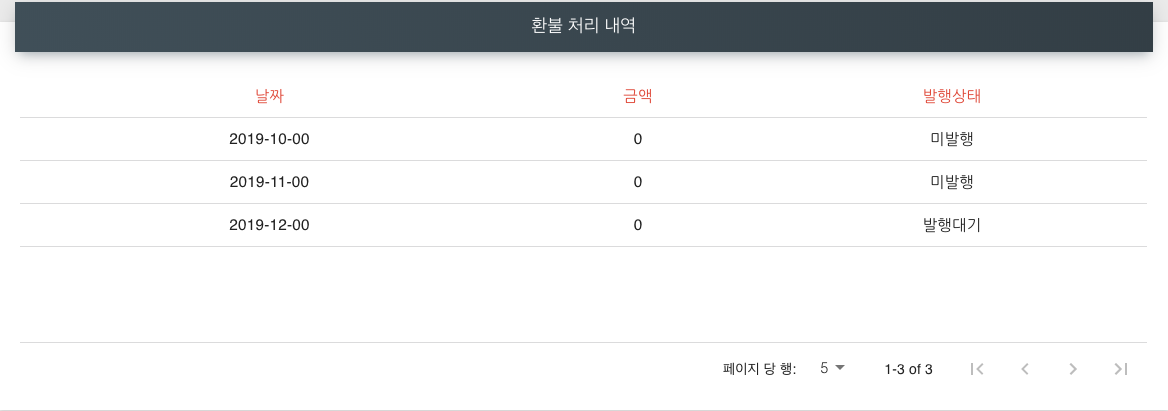 환불 처리 내역
날짜 금액 발행상태
2019-10-00 0 미발행
2019-11-00 0 미발행
2019-12-00 0 발행대기
페이지 당 행: 5 1-3 of 3